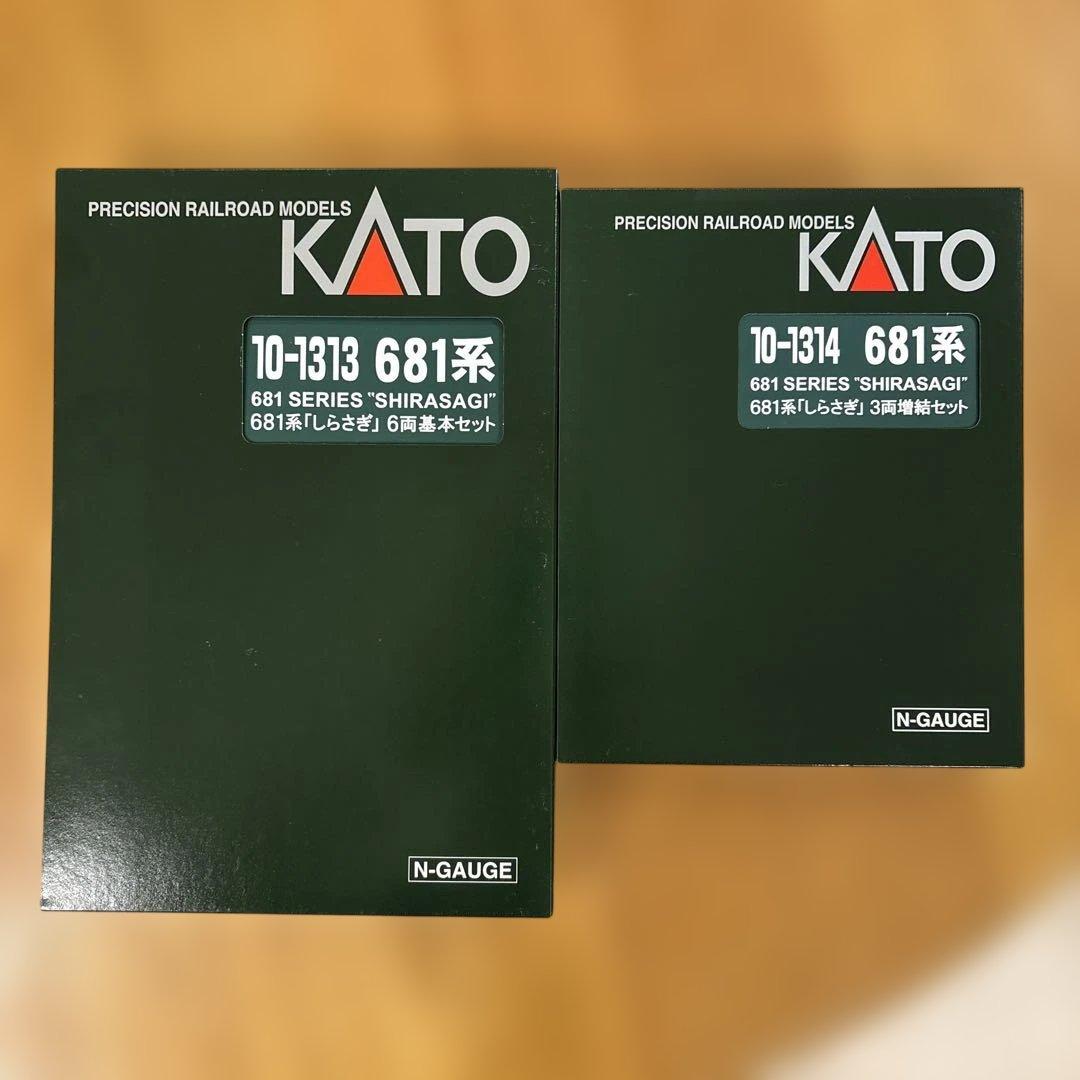 PRECISION RAILROAD MODELS
KATO
10-1313 681系
681 SERIES "SHIRASAGI"
681系「しらさぎ」 6両基本セット
N-GAUGE
PRECISION RAILROAD MODELS
KATO
10-1314 681系
681 SERIES "SHIRASAGI"
681系「しらさぎ」 3両増結セット
N-GAUGE